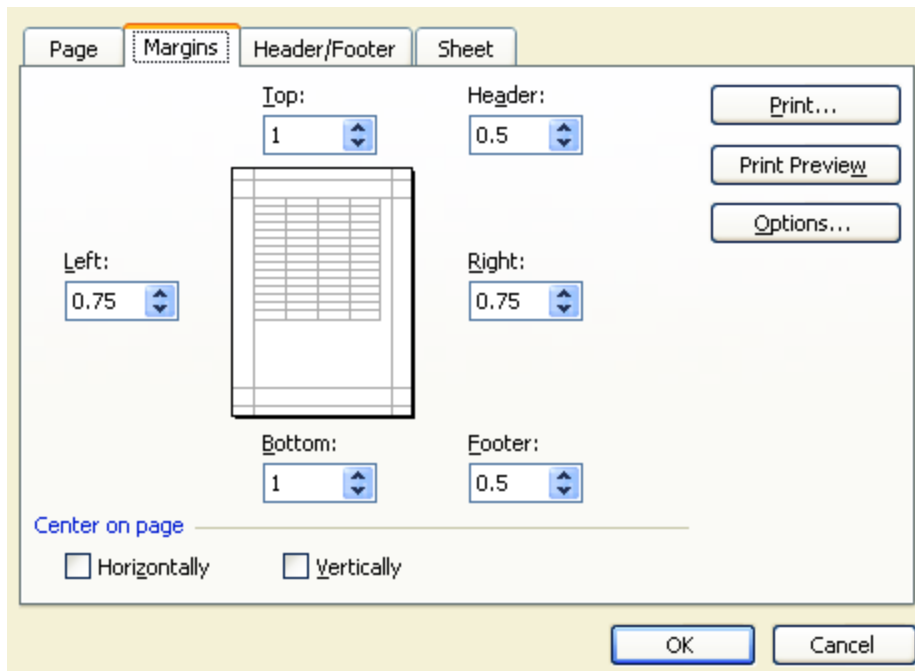 Page Margins Header/Footer Sheet
Top: Header:
1 0.5
Print...
Print Preview
Options...
Left: Right:
0.75 0.75
Bottom: Footer:
1 0.5
Center on page
Horizontally Vertically
OK Cancel